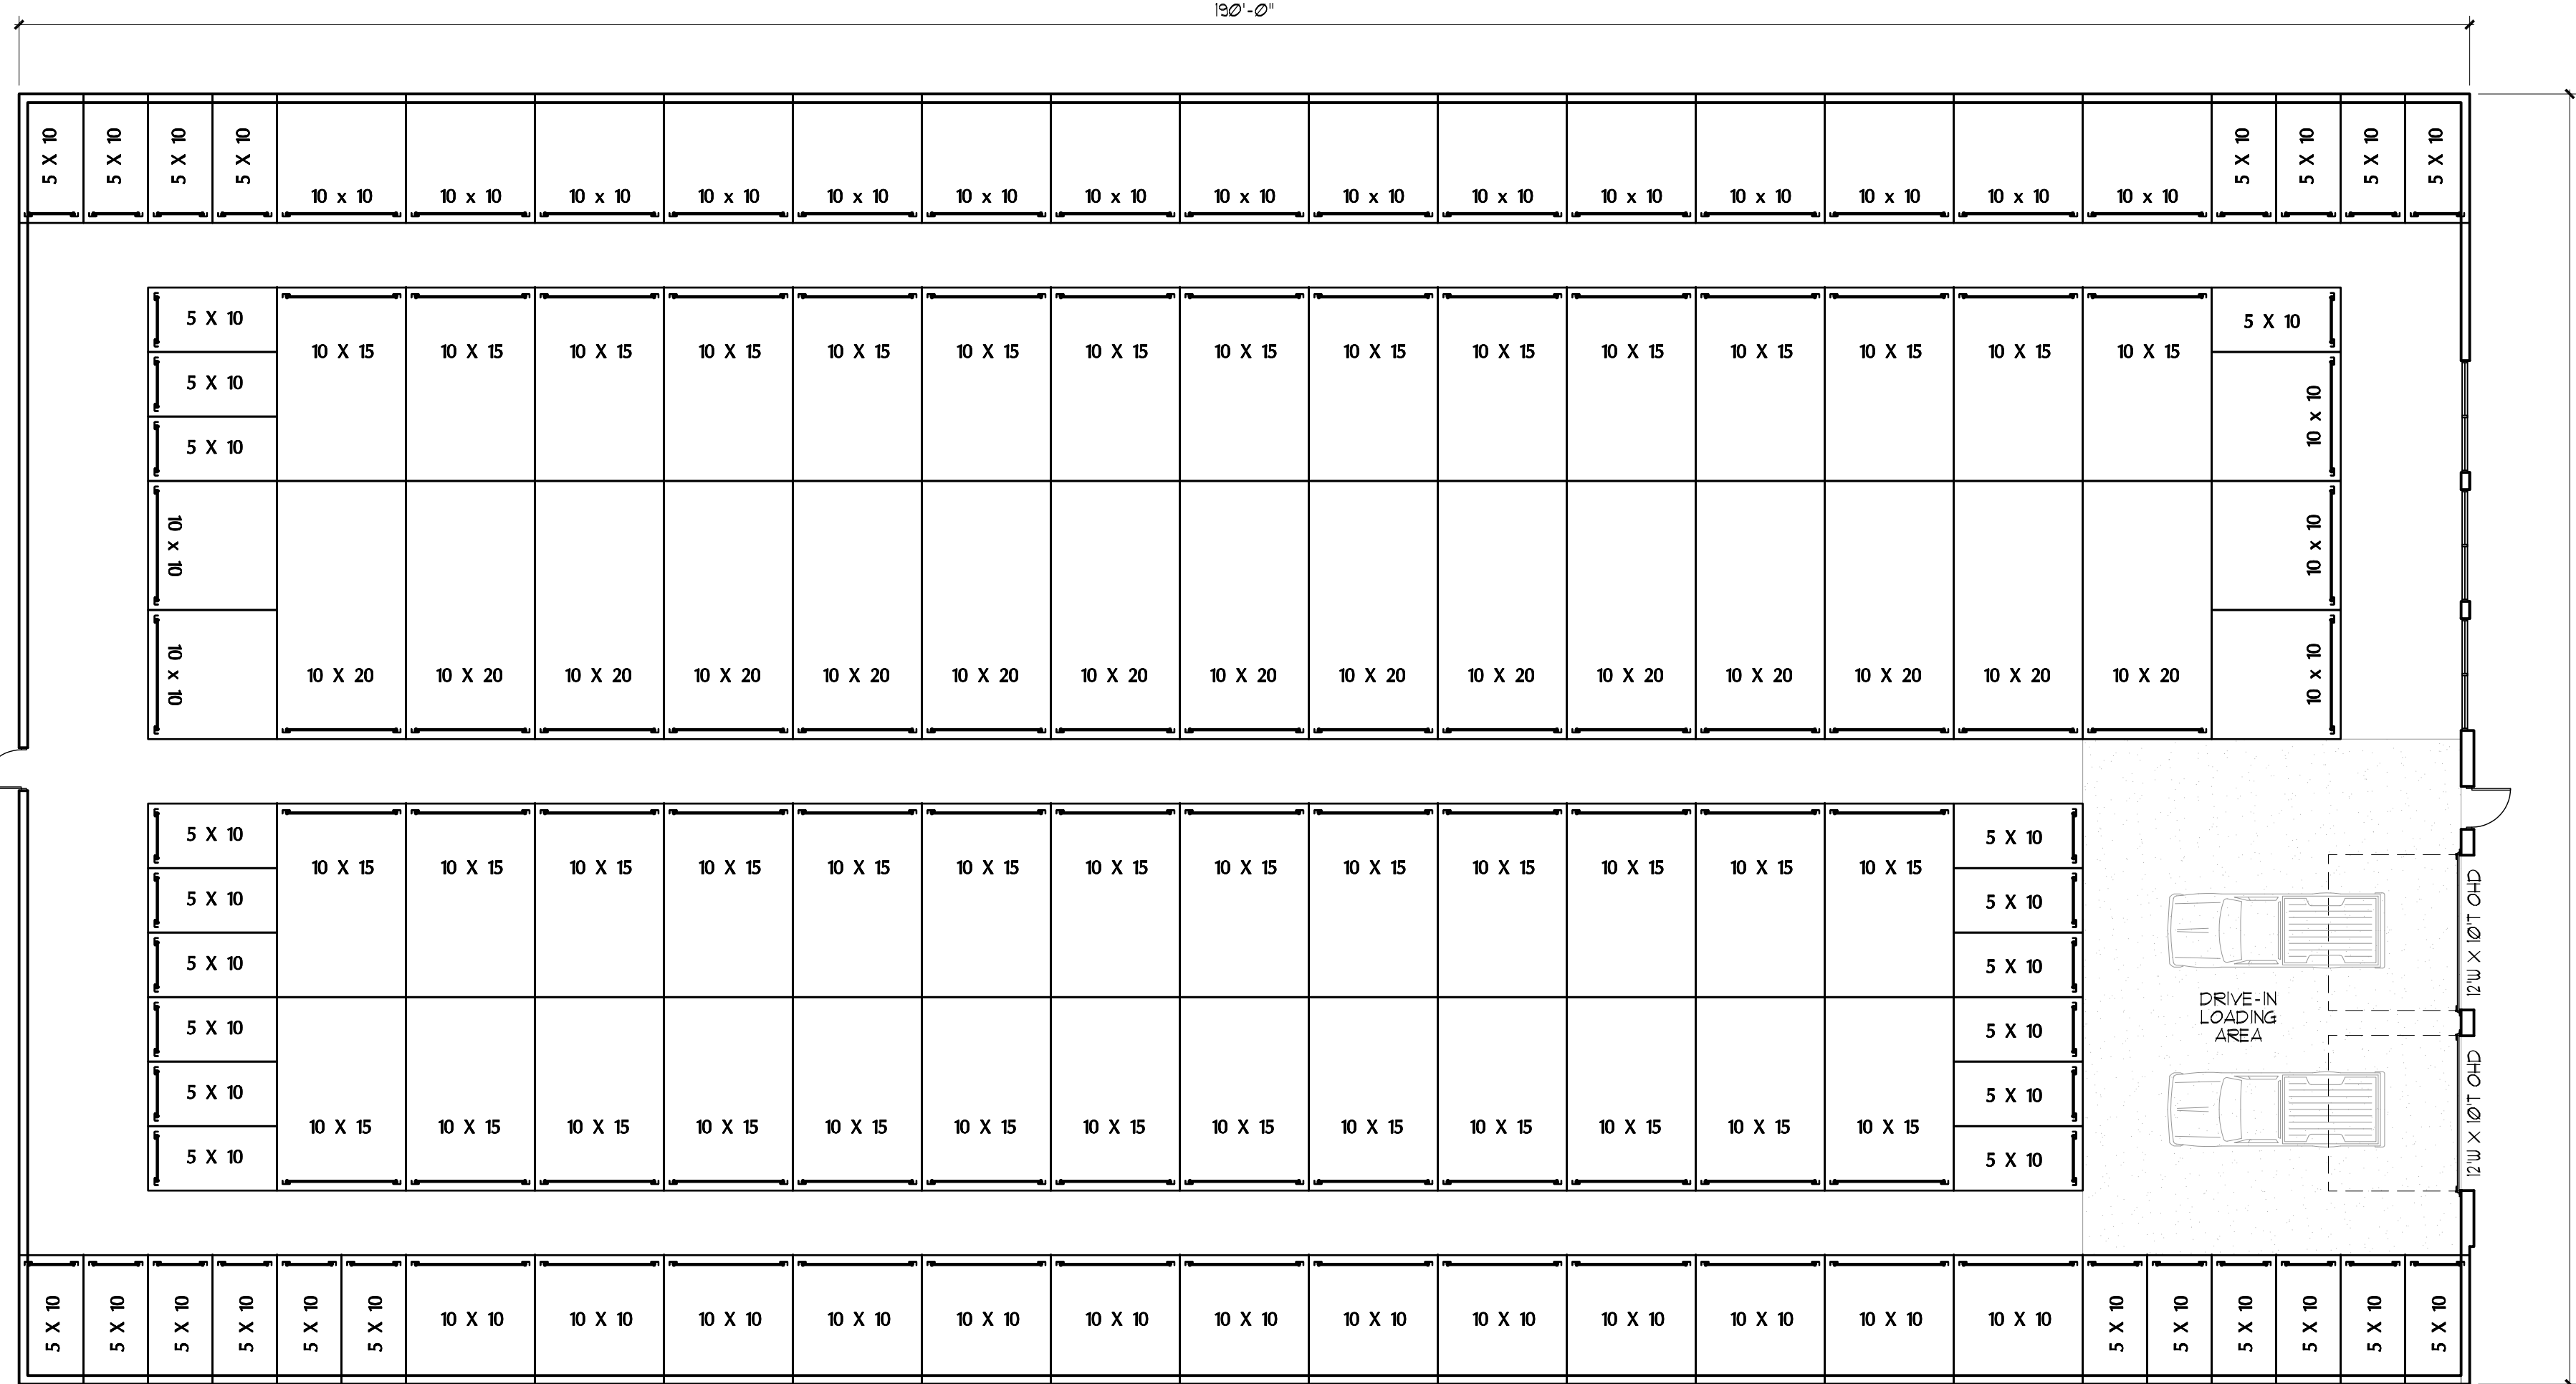 190'-0"
5 X 10 5 X 10 5 X 10 5 X 10 10 x 10 10 x 10 10 x 10 10 x 10 10 x 10 10 x 10 10 x 10 10 x 10 10 x 10 10 x 10 10 x 10 10 x 10 10 x 10 10 x 10 10 x 10 5 X 10 5 X 10 5 X 10 5 X 10
5 X 10 10 X 15 10 X 15 10 X 15 10 X 15 10 X 15 10 X 15 10 X 15 10 X 15 10 X 15 10 X 15 10 X 15 10 X 15 10 X 15 10 X 15 10 X 15 5 X 10
5 X 10 10 x 10
5 X 10
10 x 10 10 x 10
10 x 10 10 X 20 10 X 20 10 X 20 10 X 20 10 X 20 10 X 20 10 X 20 10 X 20 10 X 20 10 X 20 10 X 20 10 X 20 10 X 20 10 X 20 10 X 20 10 x 10
5 X 10 10 X 15 10 X 15 10 X 15 10 X 15 10 X 15 10 X 15 10 X 15 10 X 15 10 X 15 10 X 15 10 X 15 10 X 15 10 X 15 5 X 10
5 X 10 5 X 10
5 X 10 5 X 10
12'W X 10'T OHD
DRIVE-IN
LOADING
AREA
5 X 10 5 X 10
5 X 10 5 X 10
12'W X 10'T OHD
5 X 10 10 X 15 10 X 15 10 X 15 10 X 15 10 X 15 10 X 15 10 X 15 10 X 15 10 X 15 10 X 15 10 X 15 10 X 15 10 X 15 5 X 10
5 X 10 5 X 10 5 X 10 5 X 10 5 X 10 5 X 10 10 X 10 10 X 10 10 X 10 10 X 10 10 X 10 10 X 10 10 X 10 10 X 10 10 X 10 10 X 10 10 X 10 10 X 10 10 X 10 5 X 10 5 X 10 5 X 10 5 X 10 5 X 10 5 X 10